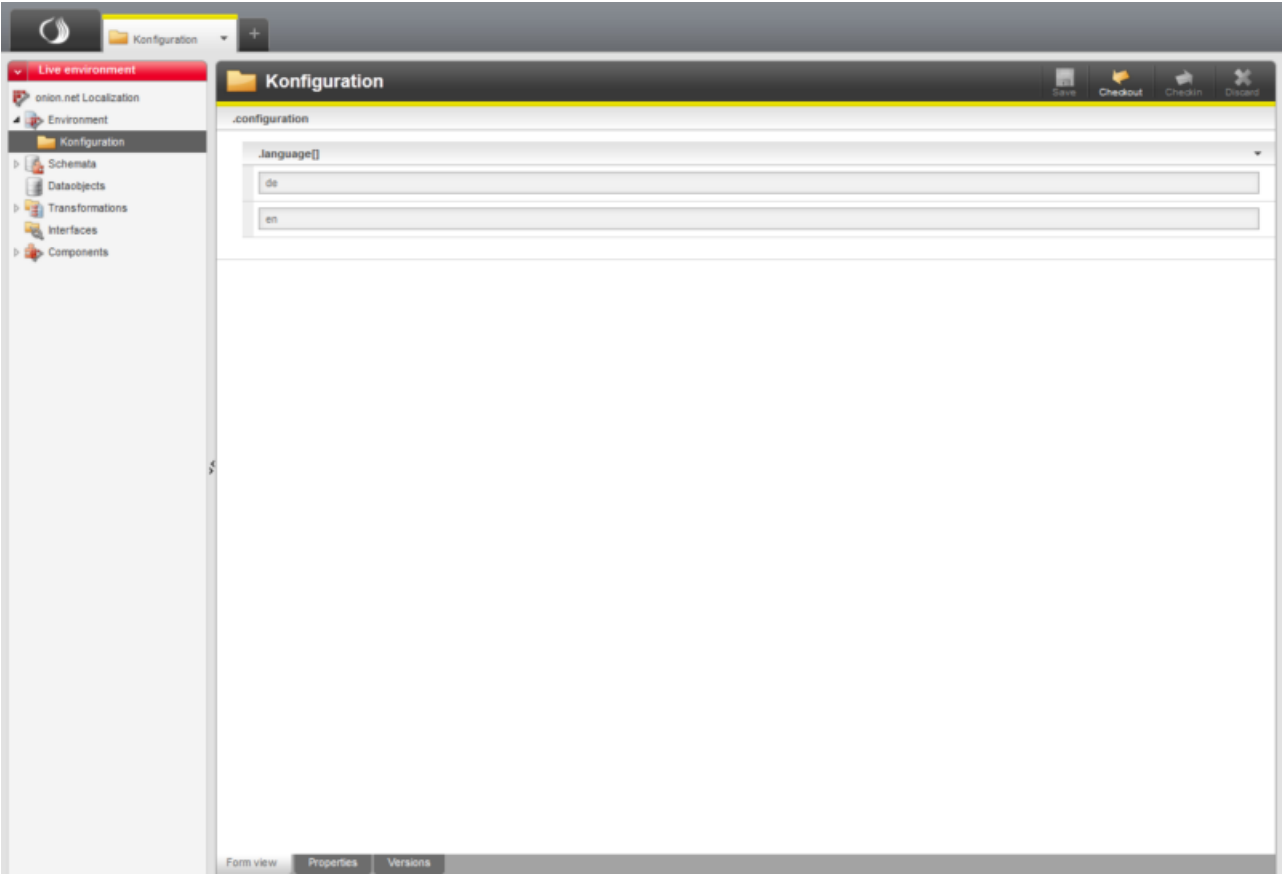 Konfiguration
Live environment
onion.net Localization
Environment
Konfiguration
Schemata
Dataobjects
Transformations
Interfaces
Components
Konfiguration
Save
Checkout
Checkin
Discard
.configuration
.language[]
de
en
Form view
Properties
Versions